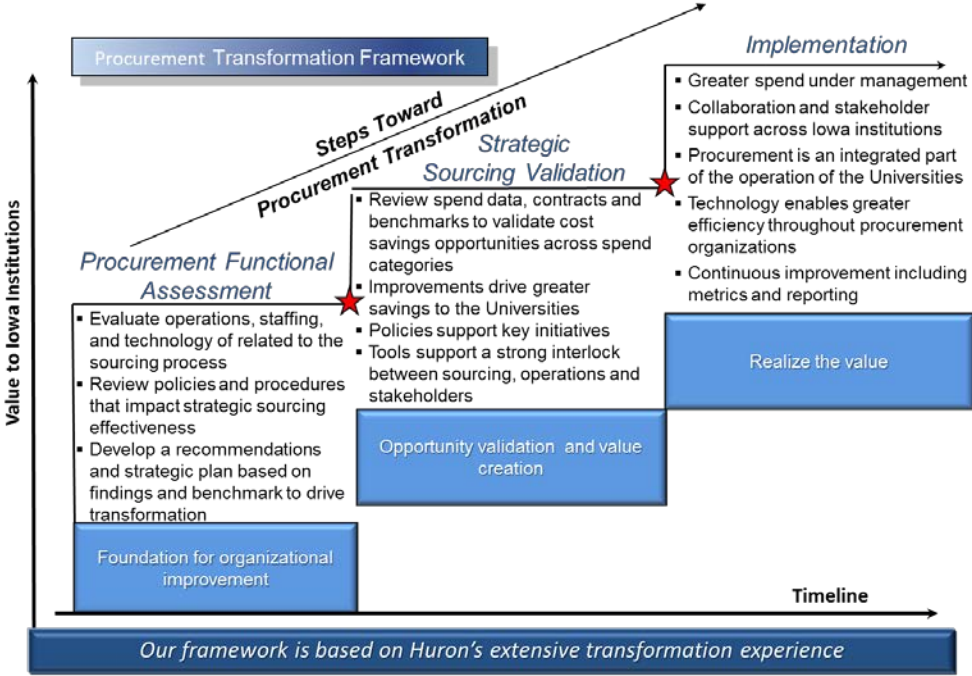 Procurement Transformation Framework
Value to Iowa Institutions
Steps Toward
Procurement Transformation
Procurement Functional
Assessment
▪ Evaluate operations, staffing,
and technology of related to the
sourcing process
▪ Review policies and procedures
that impact strategic sourcing
effectiveness
▪ Develop a recommendations
and strategic plan based on
findings and benchmark to drive
transformation
Foundation for organizational
improvement
Strategic
Sourcing Validation
▪ Review spend data, contracts and
benchmarks to validate cost
savings opportunities across spend
categories
▪ Improvements drive greater
savings to the Universities
▪ Policies support key initiatives
▪ Tools support a strong interlock
between sourcing, operations and
stakeholders
Opportunity validation and value
creation
Implementation
▪ Greater spend under management
▪ Collaboration and stakeholder
support across Iowa institutions
▪ Procurement is an integrated part
of the operation of the Universities
▪ Technology enables greater
efficiency throughout procurement
organizations
▪ Continuous improvement including
metrics and reporting
Realize the value
Timeline
Our framework is based on Huron's extensive transformation experience